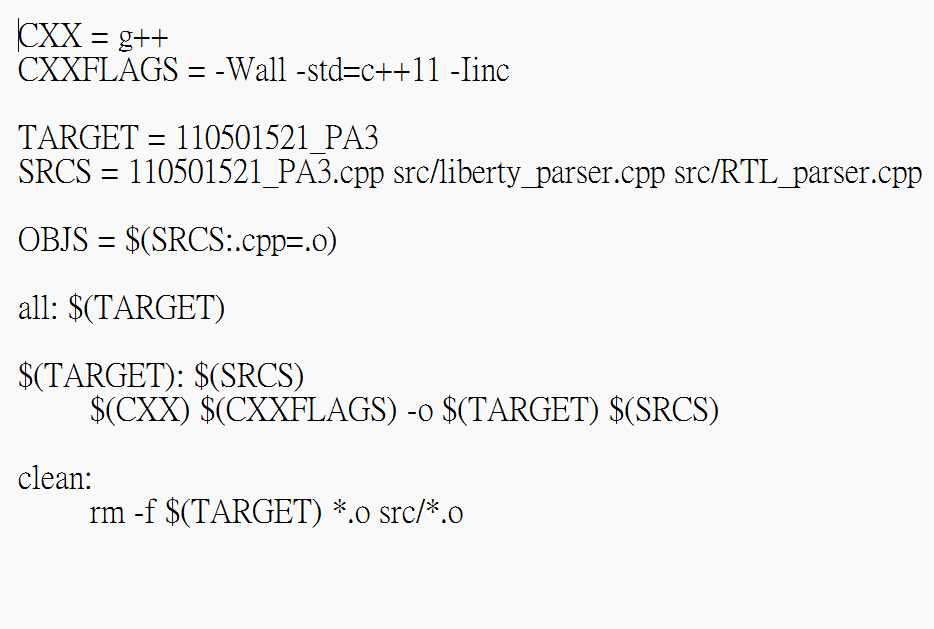 CXX = g++
CXXFLAGS = -Wall -std=c++11 -Iinc
TARGET = 110501521_PA3
SRCS = 110501521_PA3.cpp src/liberty_parser.cpp src/RTL_parser.cpp
OBJS = $(SRCS:.cpp=.o)
all: $(TARGET)
$(TARGET): $(SRCS)
	$(CXX) $(CXXFLAGS) -o $(TARGET) $(SRCS)
clean:
	rm -f $(TARGET) *.o src/*.o